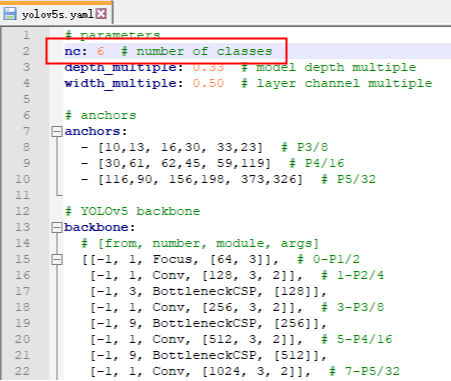 yolov5s.yaml
1 # parameters
2 nc: 6 # number of classes
3 depth_multiple: 0.33 # model depth multiple
4 width_multiple: 0.50 # layer channel multiple
5
6 # anchors
7 anchors:
8 - [10,13, 16,30, 33,23] # P3/8
9 - [30,61, 62,45, 59,119] # P4/16
10 - [116,90, 156,198, 373,326] # P5/32
11
12 # YOLOv5 backbone
13 backbone:
14 # [from, number, module, args]
15 [[-1, 1, Focus, [64, 3]], # 0-P1/2
16 [-1, 1, Conv, [128, 3, 2]], # 1-P2/4
17 [-1, 3, BottleneckCSP, [128]],
18 [-1, 1, Conv, [256, 3, 2]], # 3-P3/8
19 [-1, 9, BottleneckCSP, [256]],
20 [-1, 1, Conv, [512, 3, 2]], # 5-P4/16
21 [-1, 9, BottleneckCSP, [512]],
22 [-1, 1, Conv, [1024, 3, 2]], # 7-P5/32